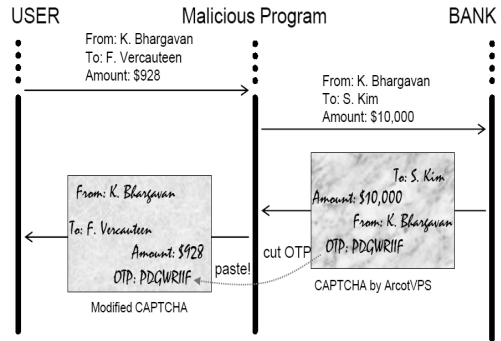 USER
Malicious Program
BANK
From: K. Bhargavan
To: F. Vercauteen
Amount: $928
From: K. Bhargavan
To: S. Kim
Amount: $10,000
To: S. Kim
Amount: $10,000
From: K. Bhargavan
OTP: PDGWRIIF
CAPTCHA by ArcotVPS
cut OTP
paste!
From: K. Bhargavan
To: F. Vercauteen
Amount: $928
OTP: PDGWRIIF
Modified CAPTCHA